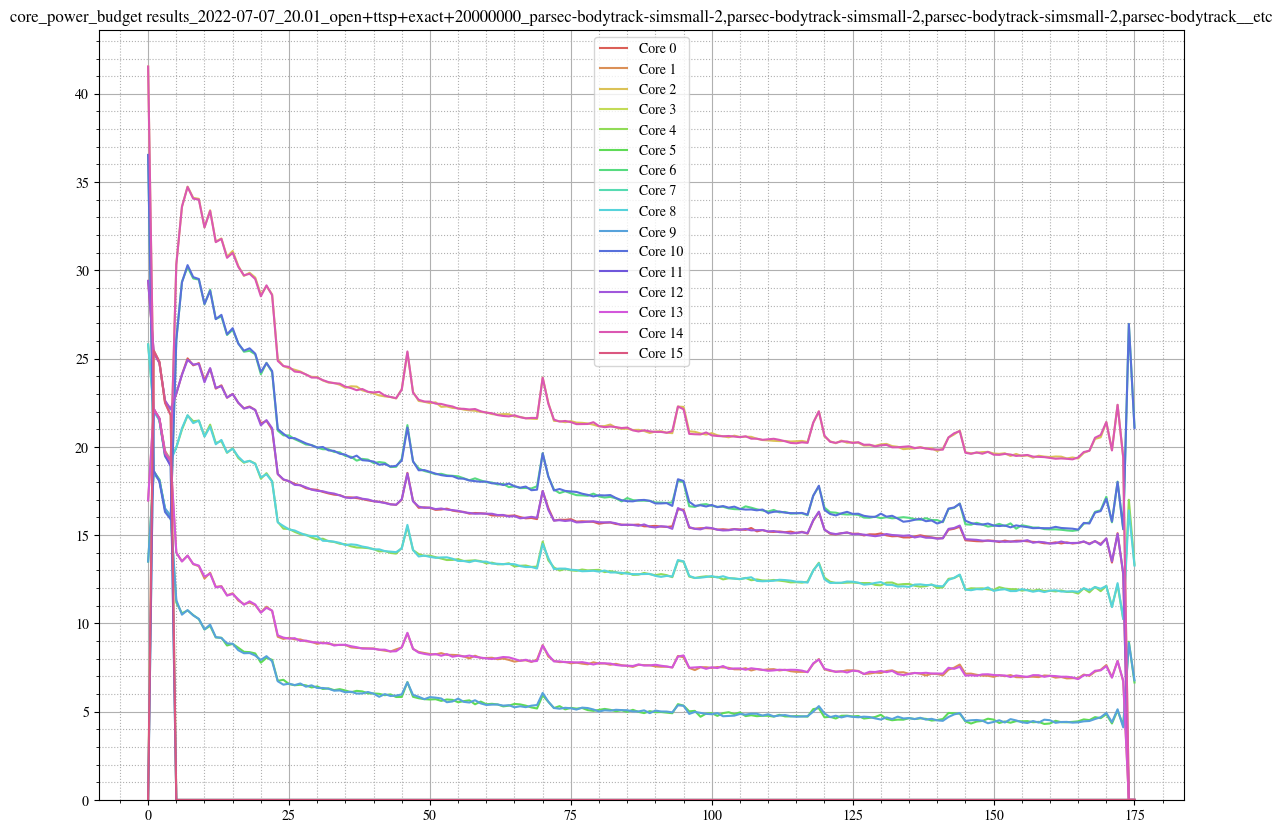 core_power_budget results_2022-07-07_20.01_open+ttsp+exact+20000000_parsec-bodytrack-simsmall-2,parsec-bodytrack-simsmall-2,parsec-bodytrack-simsmall-2,parsec-bodytrack__etc
Core 0
Core 1
Core 2
Core 3
Core 4
Core 5
Core 6
Core 7
Core 8
Core 9
Core 10
Core 11
Core 12
Core 13
Core 14
Core 15
40
35
30
25
20
15
10
5
0
0 25 50 75 100 125 150 175